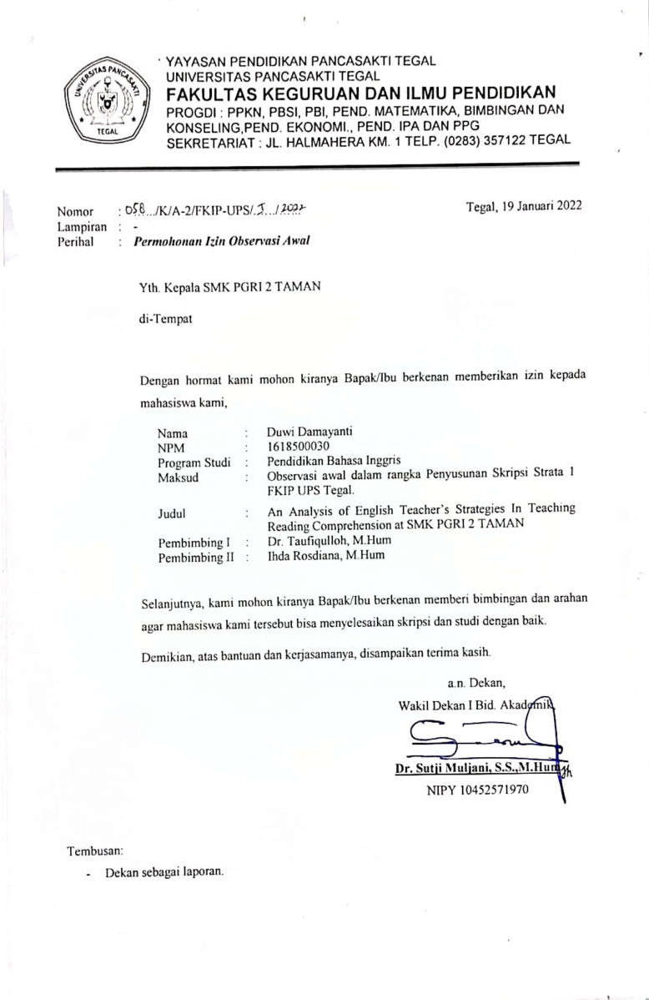 UNIVERSITAS PANCASAKTI
TEGAL
YAYASAN PENDIDIKAN PANCASAKTI TEGAL
UNIVERSITAS PANCASAKTI TEGAL
FAKULTAS KEGURUAN DAN ILMU PENDIDIKAN
PROGDI : PPKN, PBSI, PBI, PEND. MATEMATIKA, BIMBINGAN DAN
KONSELING,PEND. EKONOMI., PEND. IPA DAN PPG
SEKRETARIAT : JL. HALMAHERA KM. 1 TELP. (0283) 357122 TEGAL
Nomor : 058.../K/A-2/FKIP-UPS/.I.../2022
Tegal, 19 Januari 2022
Lampiran : -
Perihal : Permohonan Izin Observasi Awal
Yth. Kepala SMK PGRI 2 TAMAN
di-Tempat
Dengan hormat kami mohon kiranya Bapak/Ibu berkenan memberikan izin kepada
mahasiswa kami,
Nama : Duwi Damayanti
NPM : 1618500030
Program Studi : Pendidikan Bahasa Inggris
Maksud : Observasi awal dalam rangka Penyusunan Skripsi Strata 1
FKIP UPS Tegal.
Judul : An Analysis of English Teacher's Strategies In Teaching
Reading Comprehension at SMK PGRI 2 TAMAN
Pembimbing I : Dr. Taufiqulloh, M.Hum
Pembimbing II : Ihda Rosdiana, M.Hum
Selanjutnya, kami mohon kiranya Bapak/Ibu berkenan memberi bimbingan dan arahan
agar mahasiswa kami tersebut bisa menyelesaikan skripsi dan studi dengan baik.
Demikian, atas bantuan dan kerjasamanya, disampaikan terima kasih.
a.n. Dekan,
Wakil Dekan I Bid. Akademik
Dr. Sutji Muljani, S.S.,M.Hum
NIPY 10452571970
Tembusan:
- Dekan sebagai laporan.